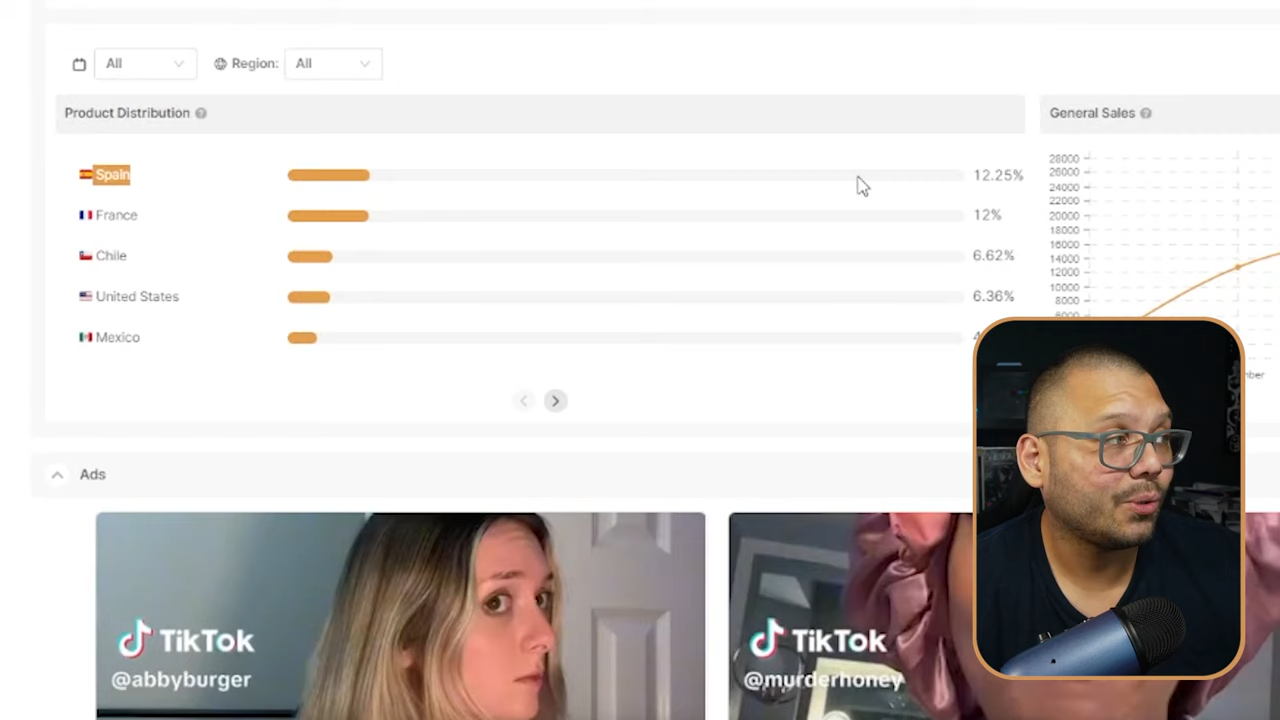 All
Region:
All
Product Distribution
General Sales
Spain
12.25%
France
12%
Chile
6.62%
United States
6.36%
Mexico
28000
26000
24000
22000
20000
18000
16000
14000
12000
10000
8000
Ads
TikTok
@abbyburger
TikTok
@murderhoney